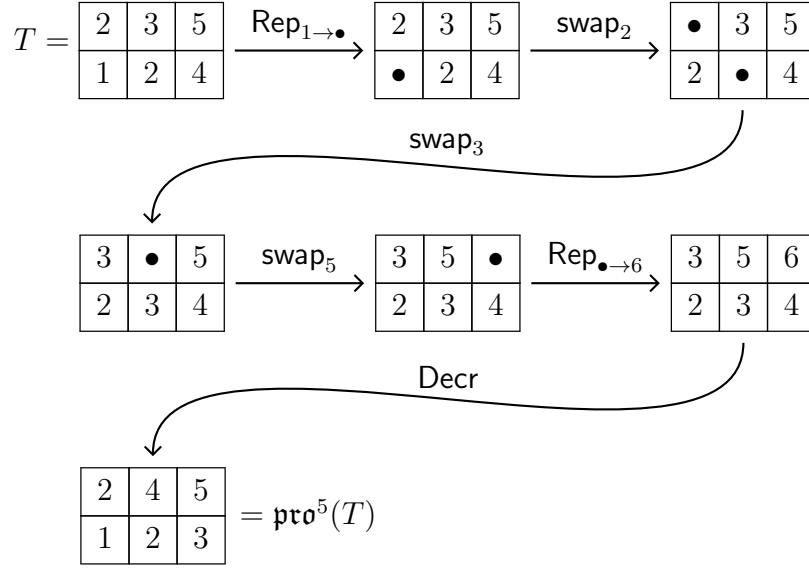 T = 2 3 5 Rep₁→• 2 3 5 swap₂ • 3 5
1 2 4 • 2 4 2 • 4
swap₃
3 • 5 swap₅ 3 5 • Rep•→₆ 3 5 6
2 3 4 2 3 4 2 3 4
Decr
2 4 5
1 2 3 = 𝔭𝔯𝔬⁵(T)